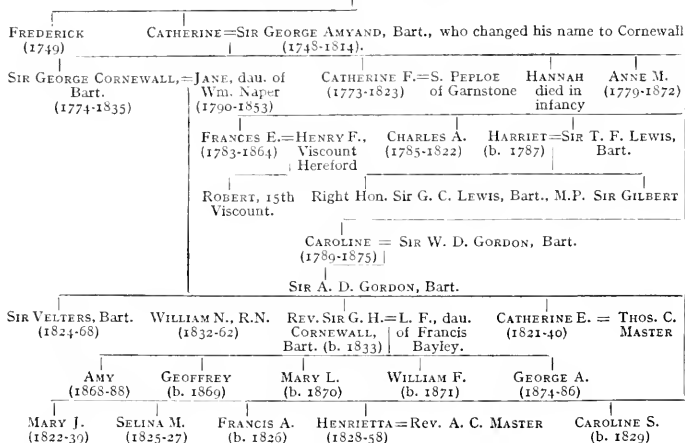 FREDERICK CATHERINE=SIR GEORGE AMYAND, Bart., who changed his name to Cornewall
(1749) (1748-1814).
SIR GEORGE CORNEWALL,=JANE, dau. of CATHERINE F.=S. PEPLOE HANNAH ANNE M.
Bart. Wm. Naper (1773-1823) of Garnstone died in (1779-1872)
(1774-1835) (1790-1853) infancy
FRANCES E.=HENRY F., CHARLES A. HARRIET=SIR T. F. LEWIS,
(1783-1864) Viscount (1785-1822) (b. 1787) Bart.
Hereford
ROBERT, 15th Right Hon. Sir G. C. LEWIS, Bart., M.P. SIR GILBERT
Viscount.
CAROLINE = SIR W. D. GORDON, Bart.
(1789-1875)
SIR A. D. GORDON, Bart.
SIR VELTERS, Bart. WILLIAM N., R.N. REV. SIR G. H.=L. F., dau. CATHERINE E. = THOS. C.
(1824-68) (1832-62) CORNEWALL, of Francis (1821-40) MASTER
Bart. (b. 1833) Bayley.
AMY GEOFFREY MARY L. WILLIAM F. GEORGE A.
(1868-88) (b. 1869) (b. 1870) (b. 1871) (1874-86)
MARY J. SELINA M. FRANCIS A. HENRIETTA=Rev. A. C. MASTER CAROLINE S.
(1822-39) (1825-27) (b. 1826) (1828-58) (b. 1829)